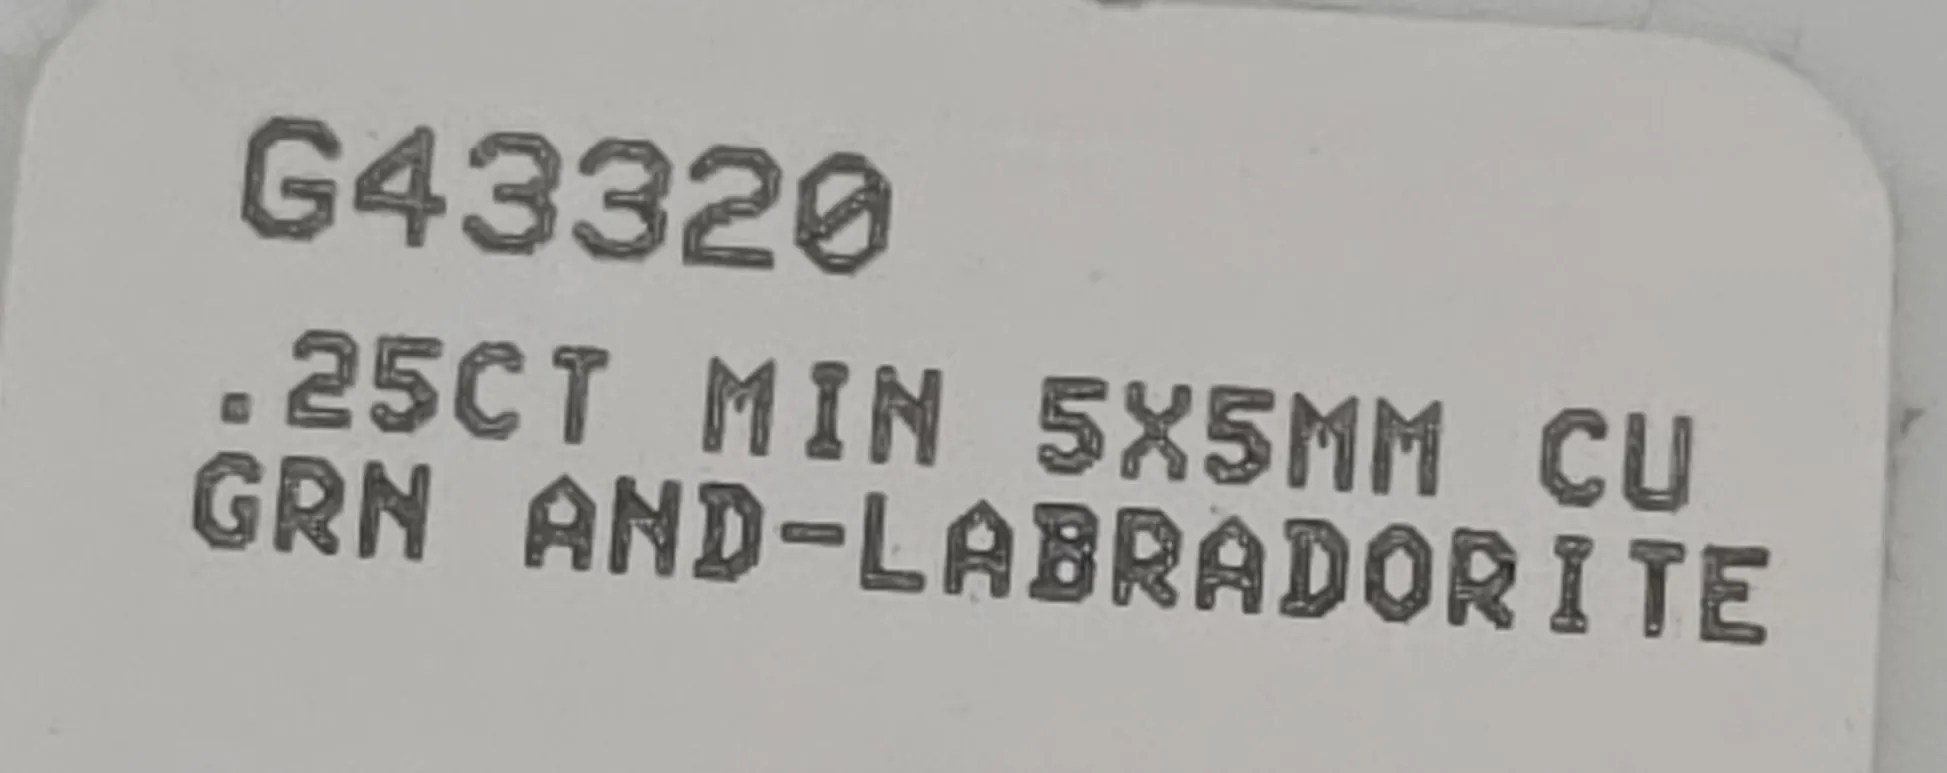 G43320
.25CT MIN 5X5MM CU
GRN AND-LABRADORITE